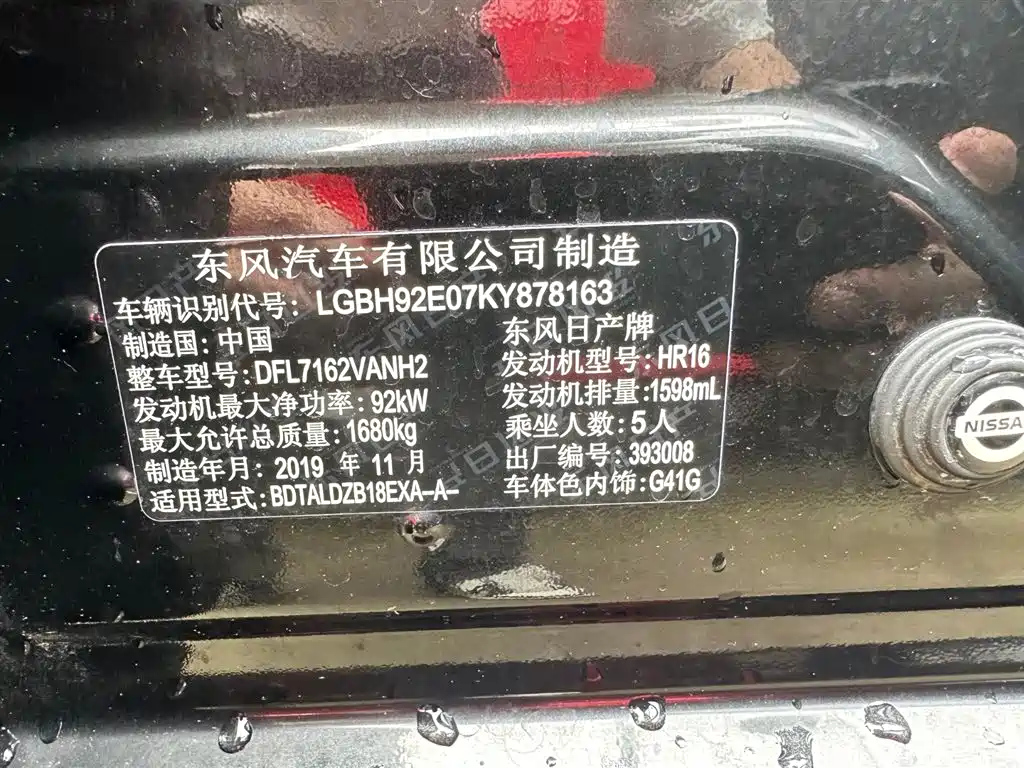 东风汽车有限公司制造
车辆识别代号: LGBH92E07KY878163
制造国: 中国
东风日产牌
整车型号:DFL7162VANH2
发动机型号:HR16
发动机最大净功率:92kW
发动机排量:1598mL
最大允许总质量:1680kg
乘坐人数:5人
制造年月: 2019 年 11 月
出厂编号:393008
适用型式:BDTALDZB18EXA-A-
车体色内饰:G41G
NISSA